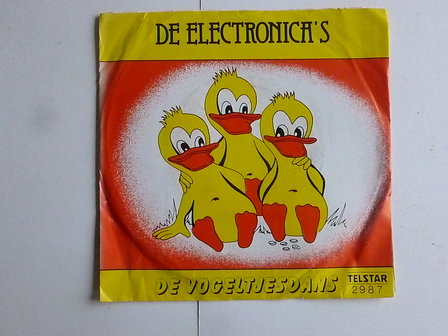 DE ELECTRONICA'S
DE VOGELTJESDANS
TELSTAR
2987